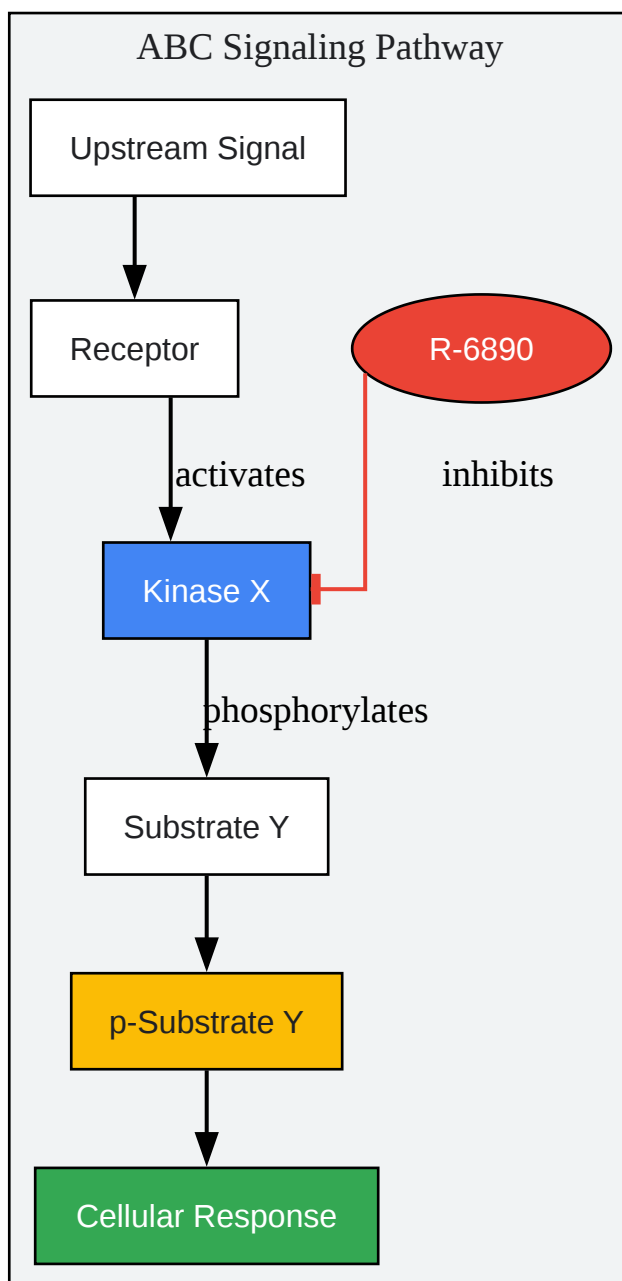 ABC Signaling Pathway
Upstream Signal
Receptor
R-6890
activates
inhibits
Kinase X
phosphorylates
Substrate Y
p-Substrate Y
Cellular Response